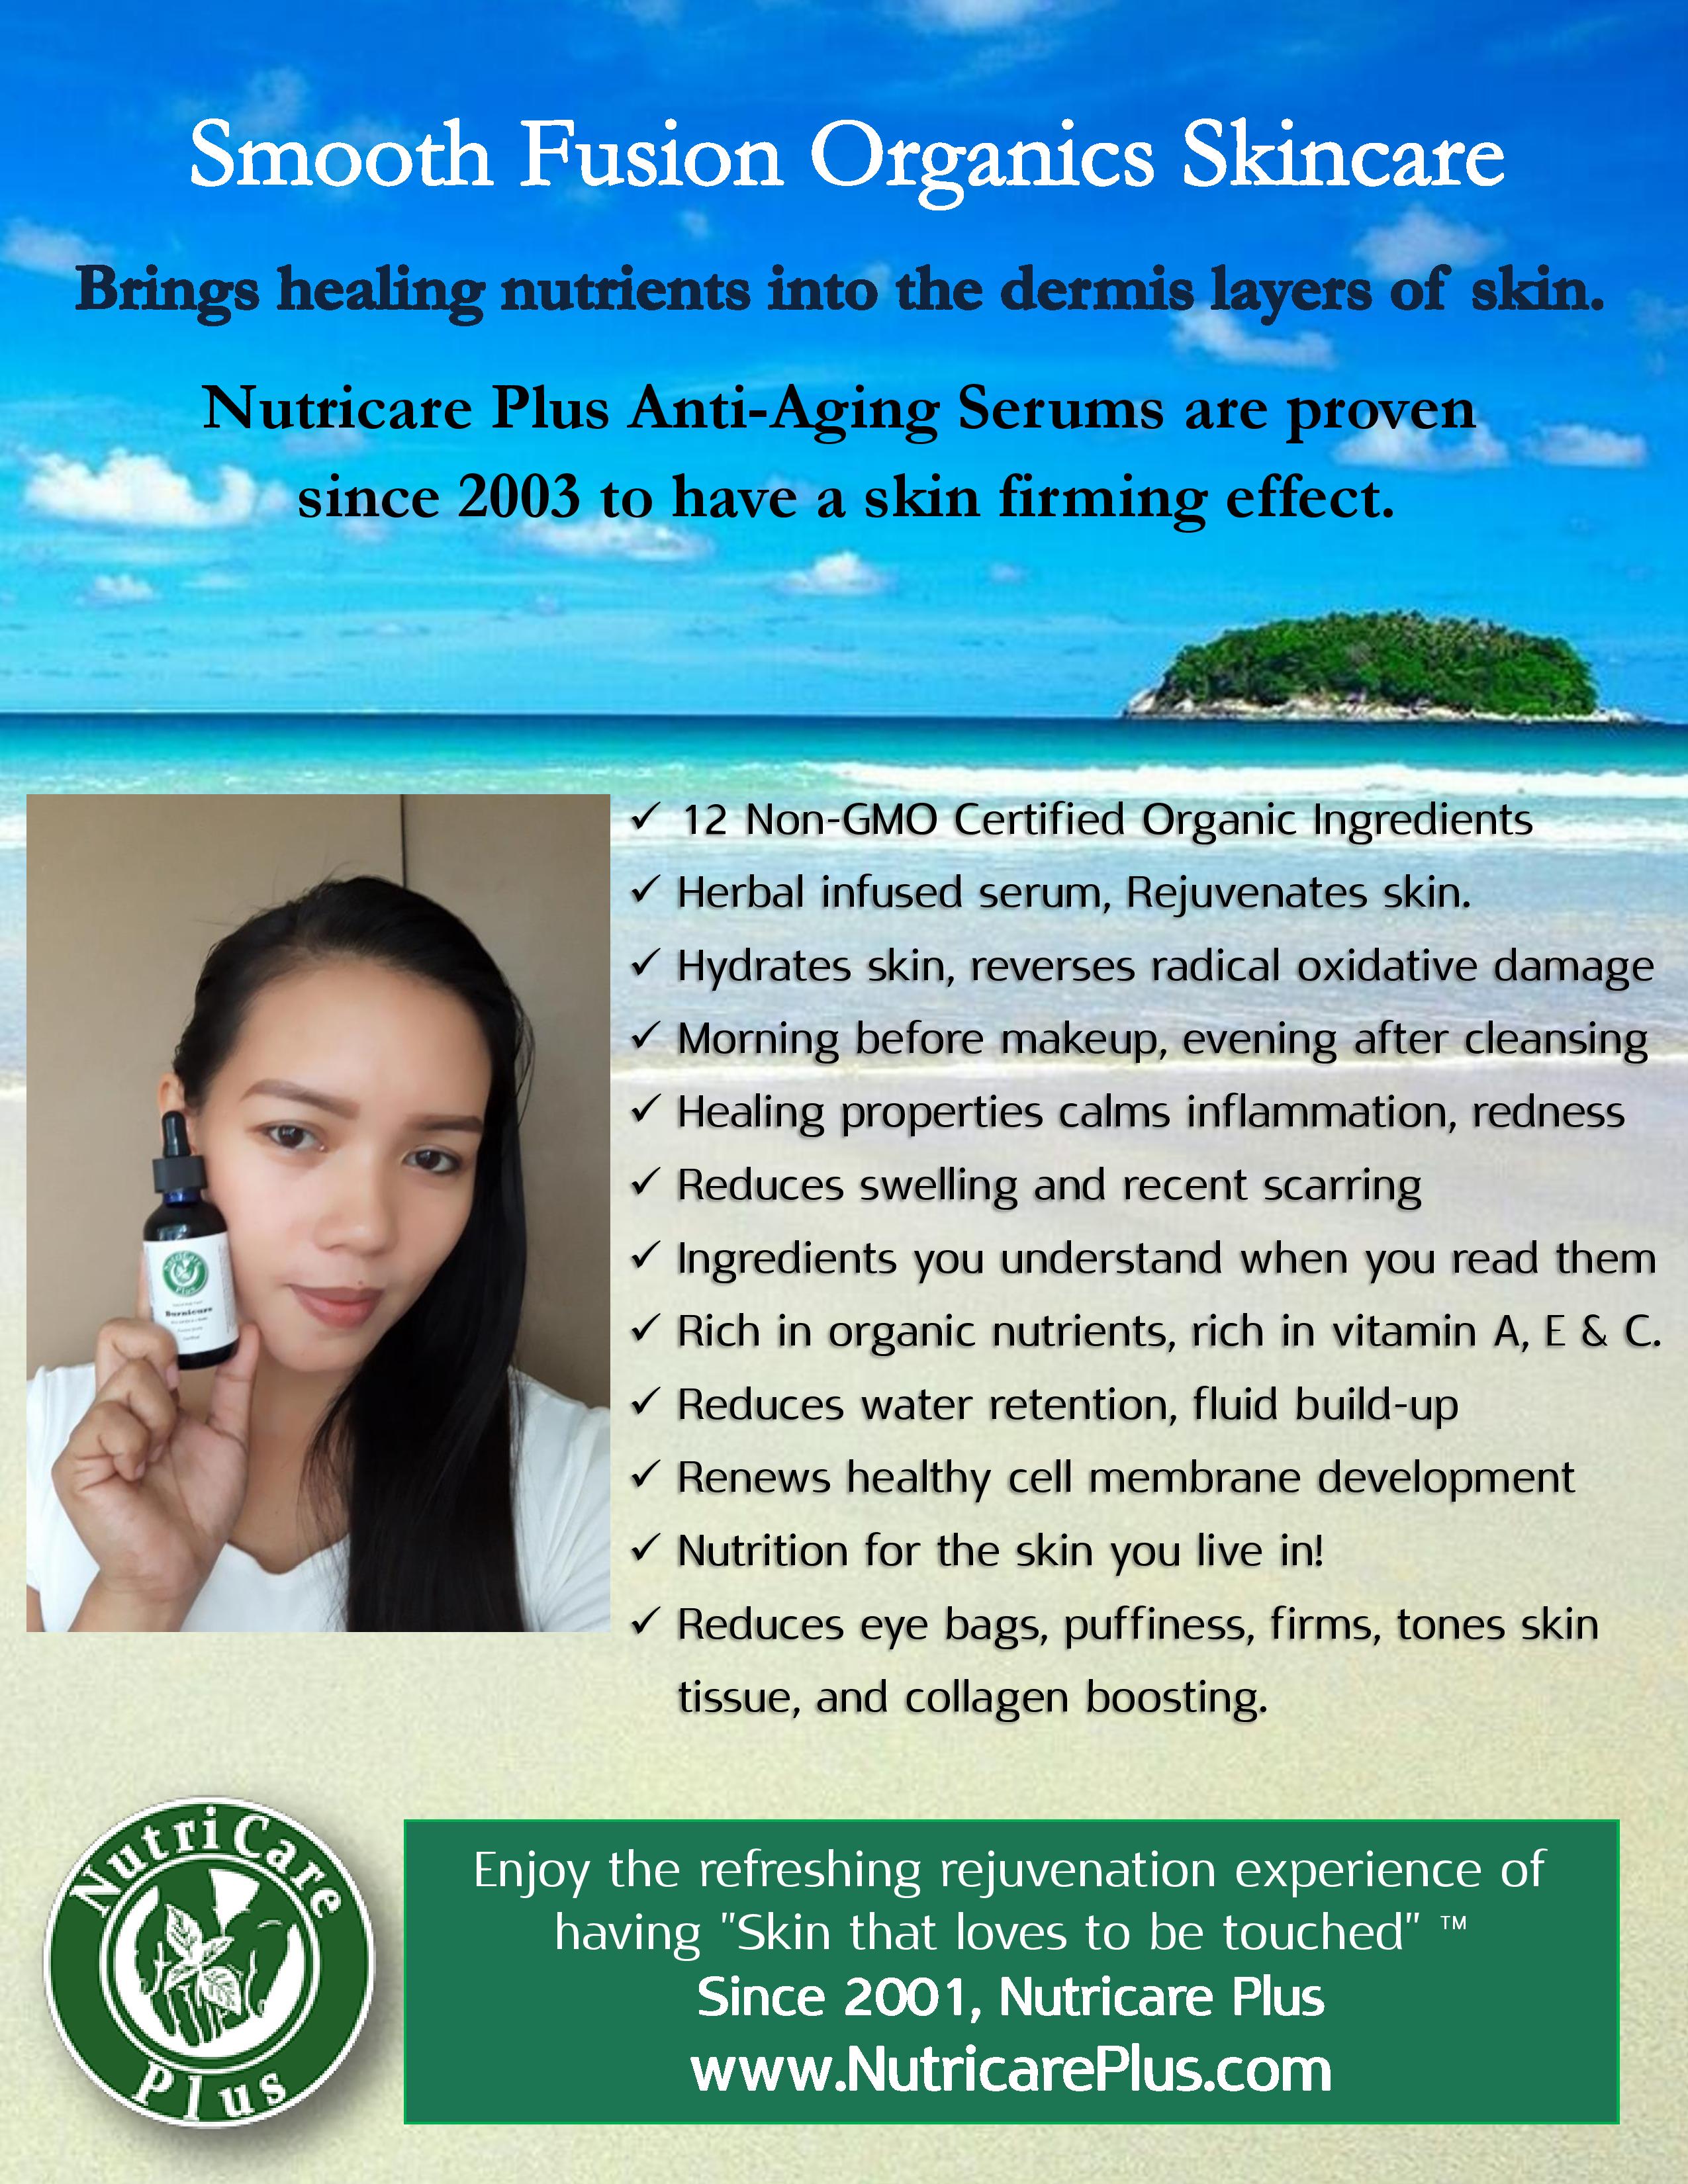 Smooth Fusion Organics Skincare
Brings healing nutrients into the dermis layers of skin.
Nutricare Plus Anti-Aging Serums are proven
since 2003 to have a skin firming effect.
✓ 12 Non-GMO Certified Organic Ingredients
✓ Herbal infused serum, Rejuvenates skin.
✓ Hydrates skin, reverses radical oxidative damage
✓ Morning before makeup, evening after cleansing
✓ Healing properties calms inflammation, redness
✓ Reduces swelling and recent scarring
✓ Ingredients you understand when you read them
✓ Rich in organic nutrients, rich in vitamin A, E & C.
✓ Reduces water retention, fluid build-up
✓ Renews healthy cell membrane development
✓ Nutrition for the skin you live in!
✓ Reduces eye bags, puffiness, firms, tones skin
tissue, and collagen boosting.
NutriCare
Plus
NutriCare
Plus
Enjoy the refreshing rejuvenation experience of
having "Skin that loves to be touched" ™
Since 2001, Nutricare Plus
www.NutricarePlus.com